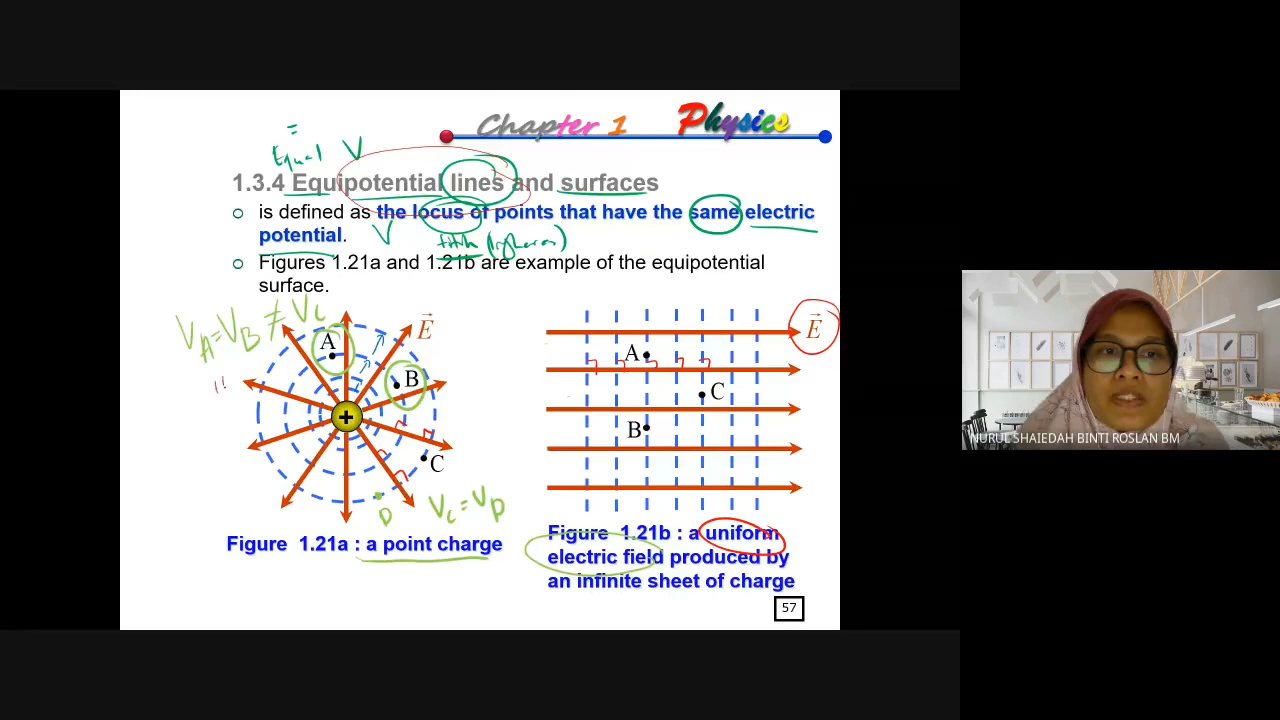 Chapter 1 Physics
=
Equal V
1.3.4 Equipotential lines and surfaces
is defined as the locus of points that have the same electric
potential.
V
Figures 1.21a and 1.21b are example of the equipotential
surface.
VA = VB ≠ VC
A
E
B
+
C
D
VC = VD
Figure 1.21a : a point charge
E
A
C
B
Figure 1.21b : a uniform
electric field produced by
an infinite sheet of charge
57
NURUL SHAIEDAH BINTI ROSLAN BM